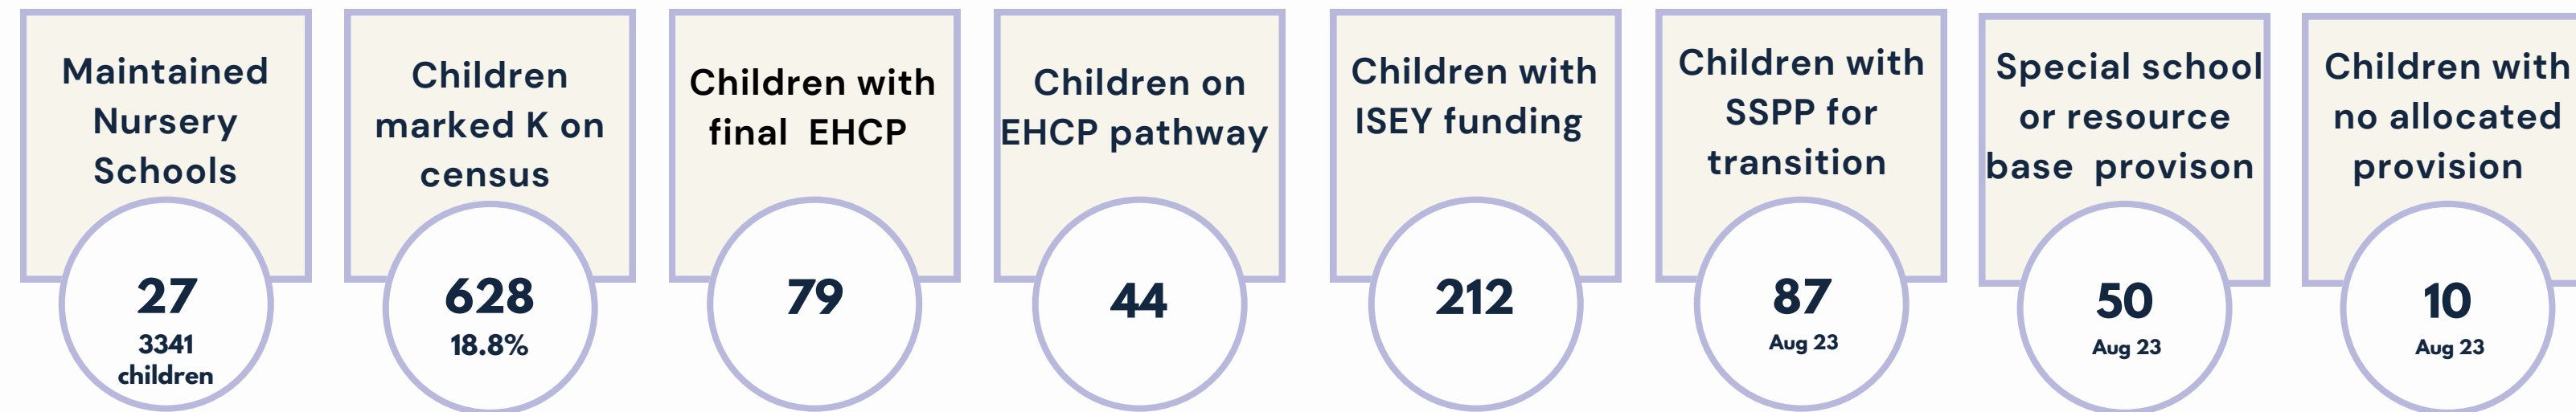 Maintained
Nursery
Schools
27
3341
children
Children
marked K on
census
628
18.8%
Children with
final EHCP
79
Children on
EHCP pathway
44
Children with
ISEY funding
212
Children with
SSPP for
transition
87
Aug 23
Special school
or resource
base provison
50
Aug 23
Children with
no allocated
provision
10
Aug 23